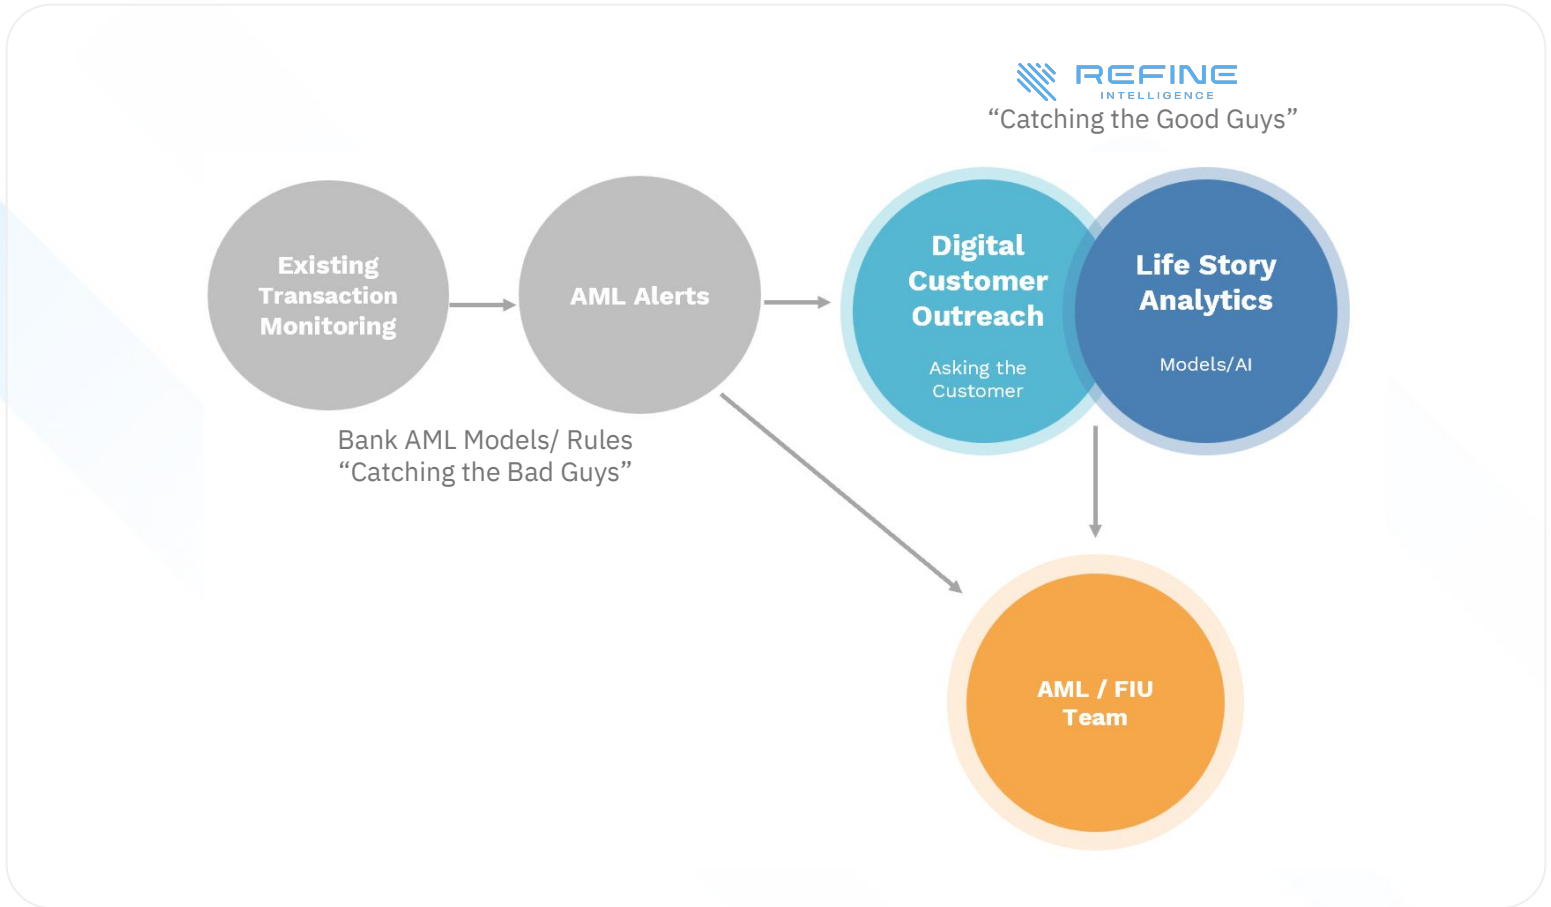 REFINE
INTELLIGENCE
“Catching the Good Guys”
Existing
Transaction
Monitoring
AML Alerts
Digital
Customer
Outreach
Asking the
Customer
Life Story
Analytics
Models/AI
Bank AML Models/ Rules
“Catching the Bad Guys”
AML / FIU
Team